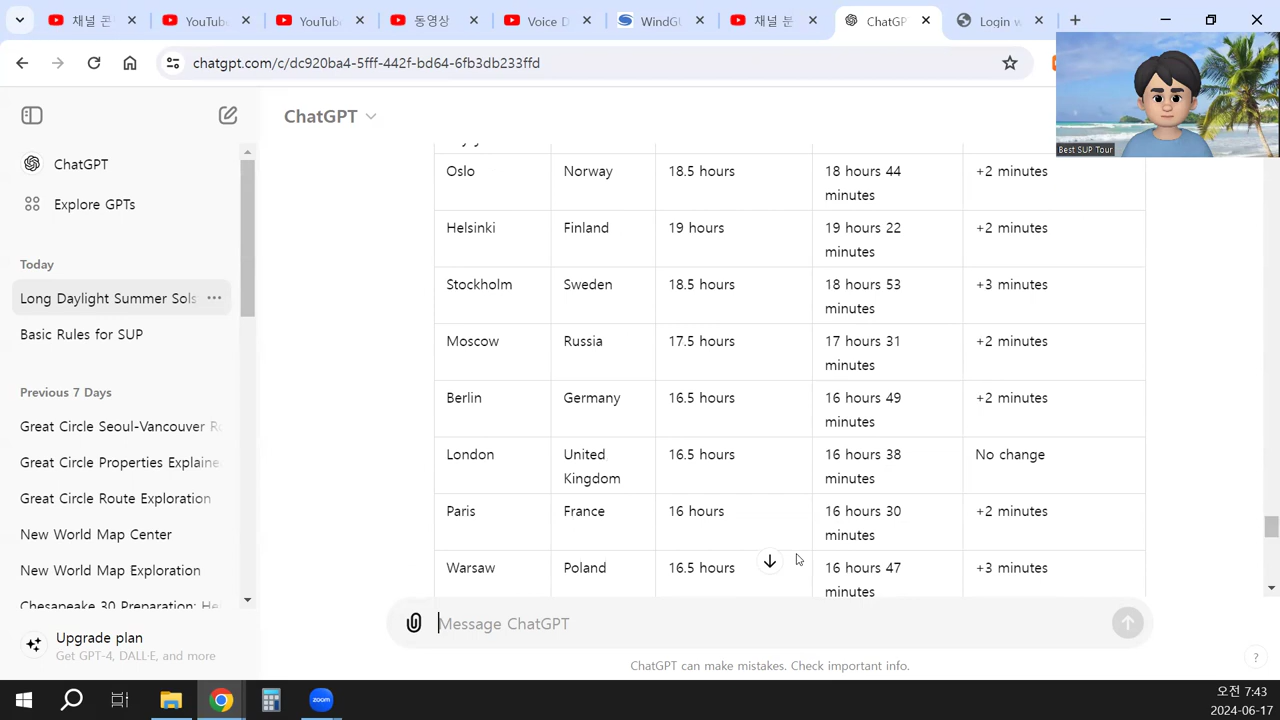 채널 콘
YouTube
YouTube
동영상
Voice D
WindGU
채널 분
ChatGP
Login w
chatgpt.com/c/dc920ba4-5fff-442f-bd64-6fb3db233ffd
Best SUP Tour
ChatGPT
ChatGPT
Explore GPTs
Today
Long Daylight Summer Sols
Basic Rules for SUP
Previous 7 Days
Great Circle Seoul-Vancouver Ro
Great Circle Properties Explaine
Great Circle Route Exploration
New World Map Center
New World Map Exploration
Chesapeake 30 Preparation: He
Upgrade plan
Get GPT-4, DALL·E, and more
Oslo Norway 18.5 hours 18 hours 44 +2 minutes
minutes
Helsinki Finland 19 hours 19 hours 22 +2 minutes
minutes
Stockholm Sweden 18.5 hours 18 hours 53 +3 minutes
minutes
Moscow Russia 17.5 hours 17 hours 31 +2 minutes
minutes
Berlin Germany 16.5 hours 16 hours 49 +2 minutes
minutes
London United 16.5 hours 16 hours 38 No change
Kingdom minutes
Paris France 16 hours 16 hours 30 +2 minutes
minutes
Warsaw Poland 16.5 hours 16 hours 47 +3 minutes
minutes
Message ChatGPT
ChatGPT can make mistakes. Check important info.
?
zoom
오전 7:43
2024-06-17